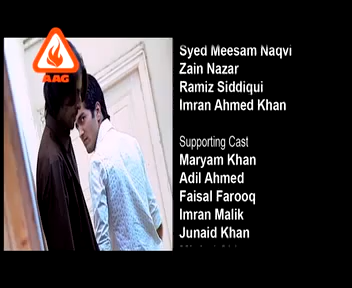 AAG
Syed Meesam Naqvi
Zain Nazar
Ramiz Siddiqui
Imran Ahmed Khan
Supporting Cast
Maryam Khan
Adil Ahmed
Faisal Farooq
Imran Malik
Junaid Khan